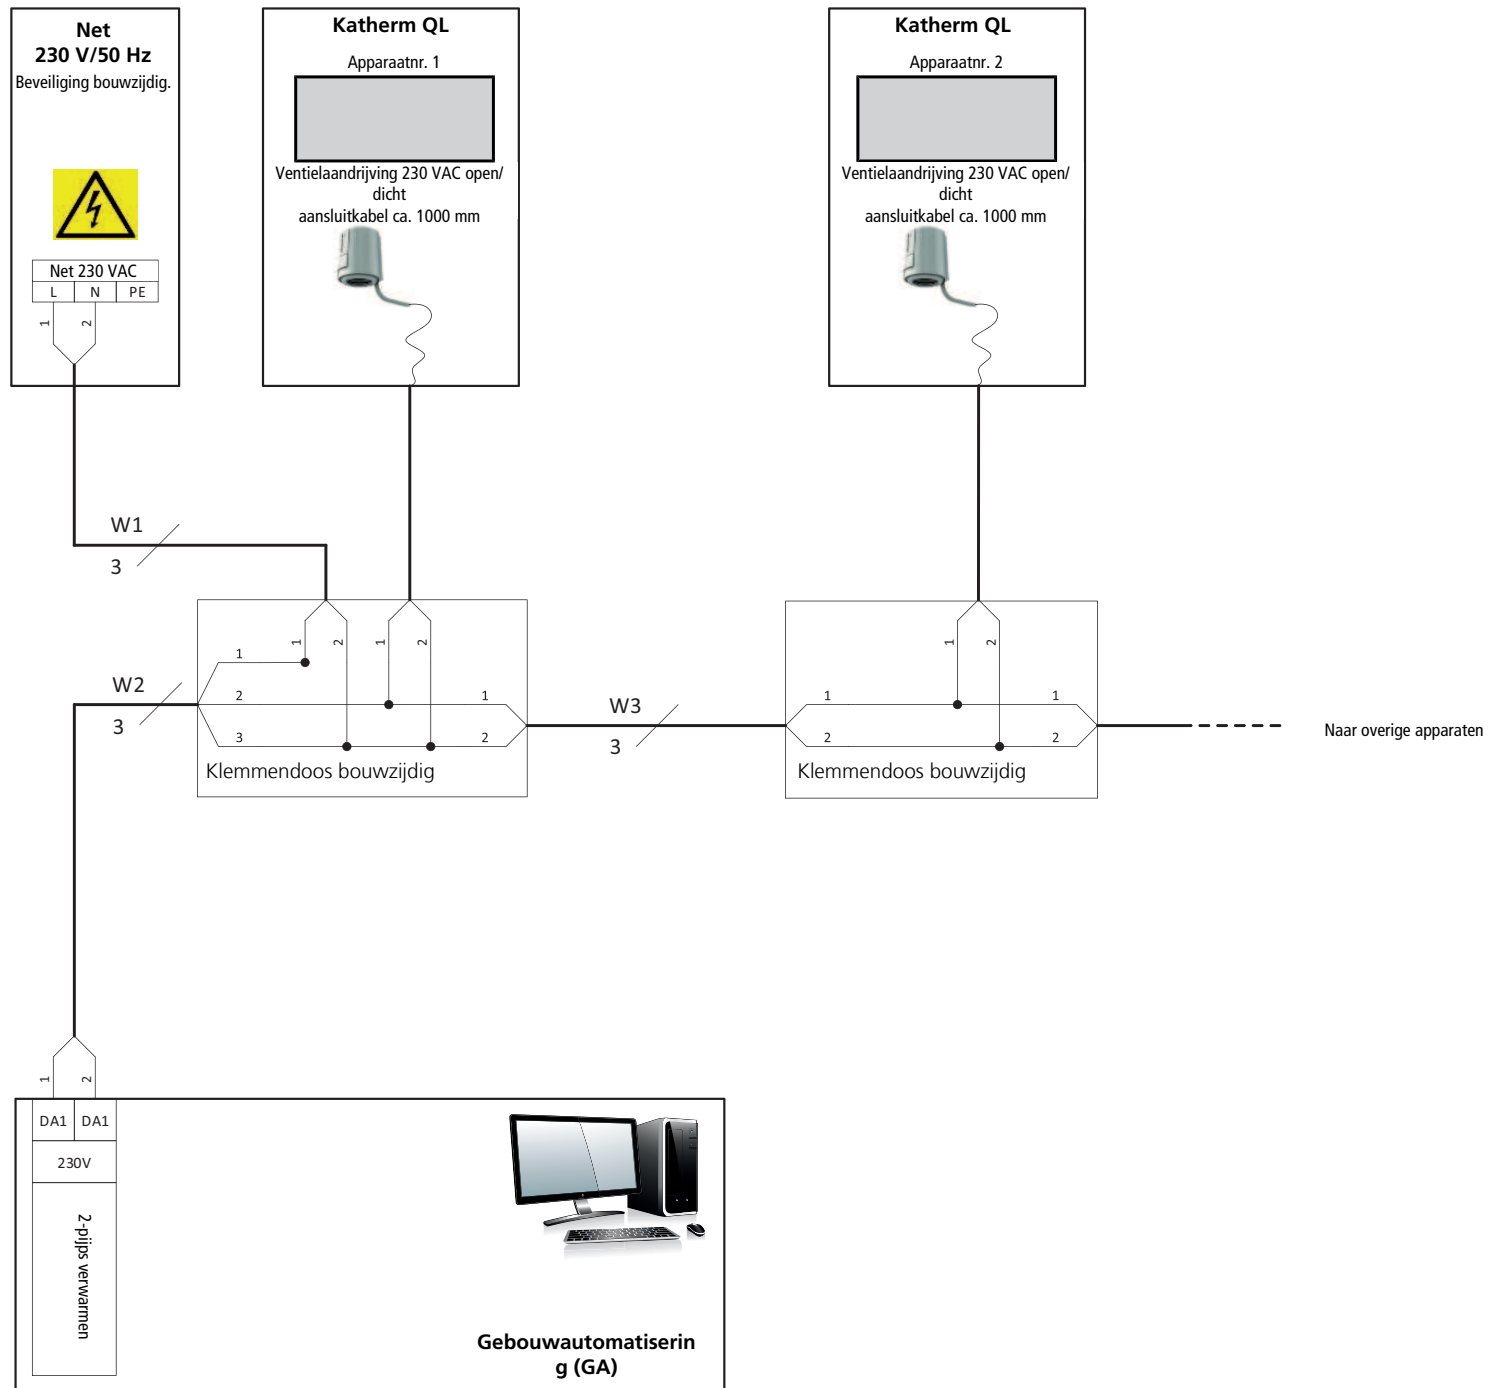 Net
230 V/50 Hz
Beveiliging bouwzijdig.
Net 230 VAC
L N PE
1 2
Katherm QL
Apparaatnr. 1
Ventielaandrijving 230 VAC open/
dicht
aansluitkabel ca. 1000 mm
Katherm QL
Apparaatnr. 2
Ventielaandrijving 230 VAC open/
dicht
aansluitkabel ca. 1000 mm
W1
3
W2
3
1 2 1 2
1
2 1
3 2
Klemmendoos bouwzijdig
W3
3
1 2
1 1
2 2
Klemmendoos bouwzijdig
Naar overige apparaten
1 2
DA1 DA1
230V
2-pijps verwarmen
Gebouwautomatiserin
g (GA)